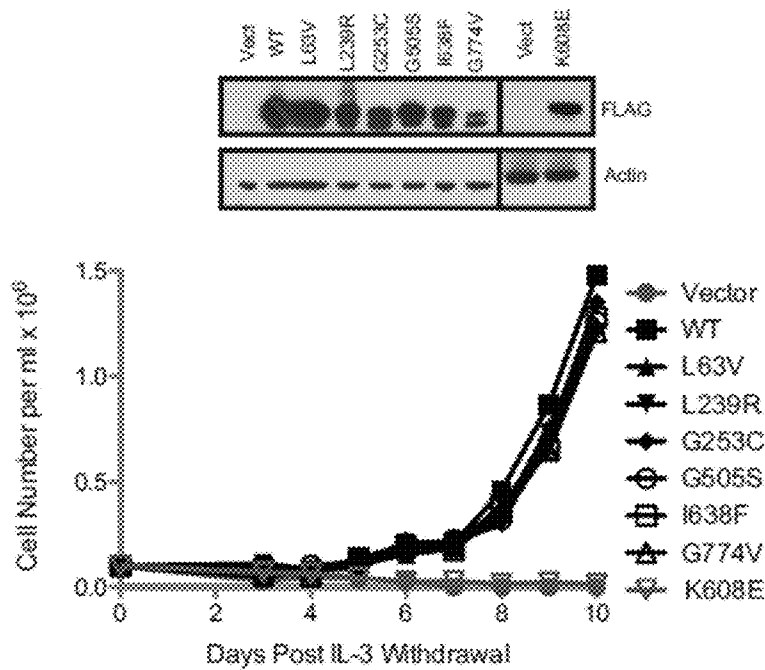 Vect WT L63V L239R G253C G505S I638F G774V Vect K608E
FLAG
Actin
Cell Number per ml x 10⁶
1.5
1.0
0.5
0.0
0 2 4 6 8 10
Days Post IL-3 Withdrawal
Vector
WT
L63V
L239R
G253C
G505S
I638F
G774V
K608E